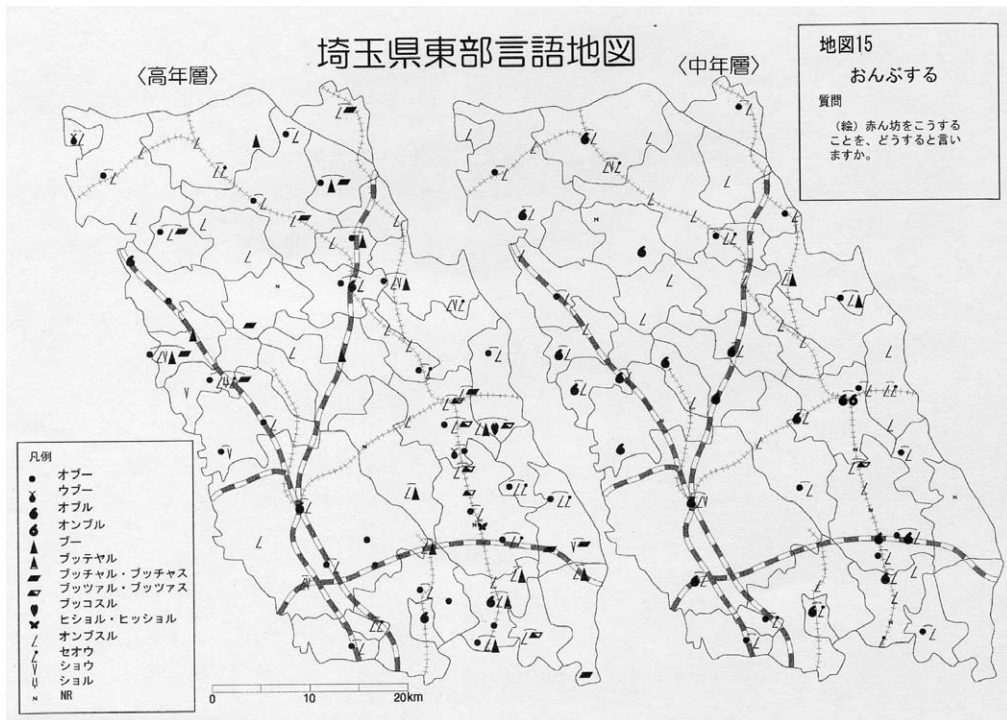 埼玉県東部言語地図
〈高年層〉
〈中年層〉
地図15
おんぶする
質問
(絵)赤ん坊をこうする
ことを、どうすると言い
ますか。
凡例
オブー
ウブー
オブル
オンブル
ブー
ブッテヤル
ブッチャル・ブッチャス
ブッツァル・ブッツァス
ブッコスル
ヒショル・ヒッショル
オンブスル
セオウ
ショウ
ショル
N NR
0 10 20km